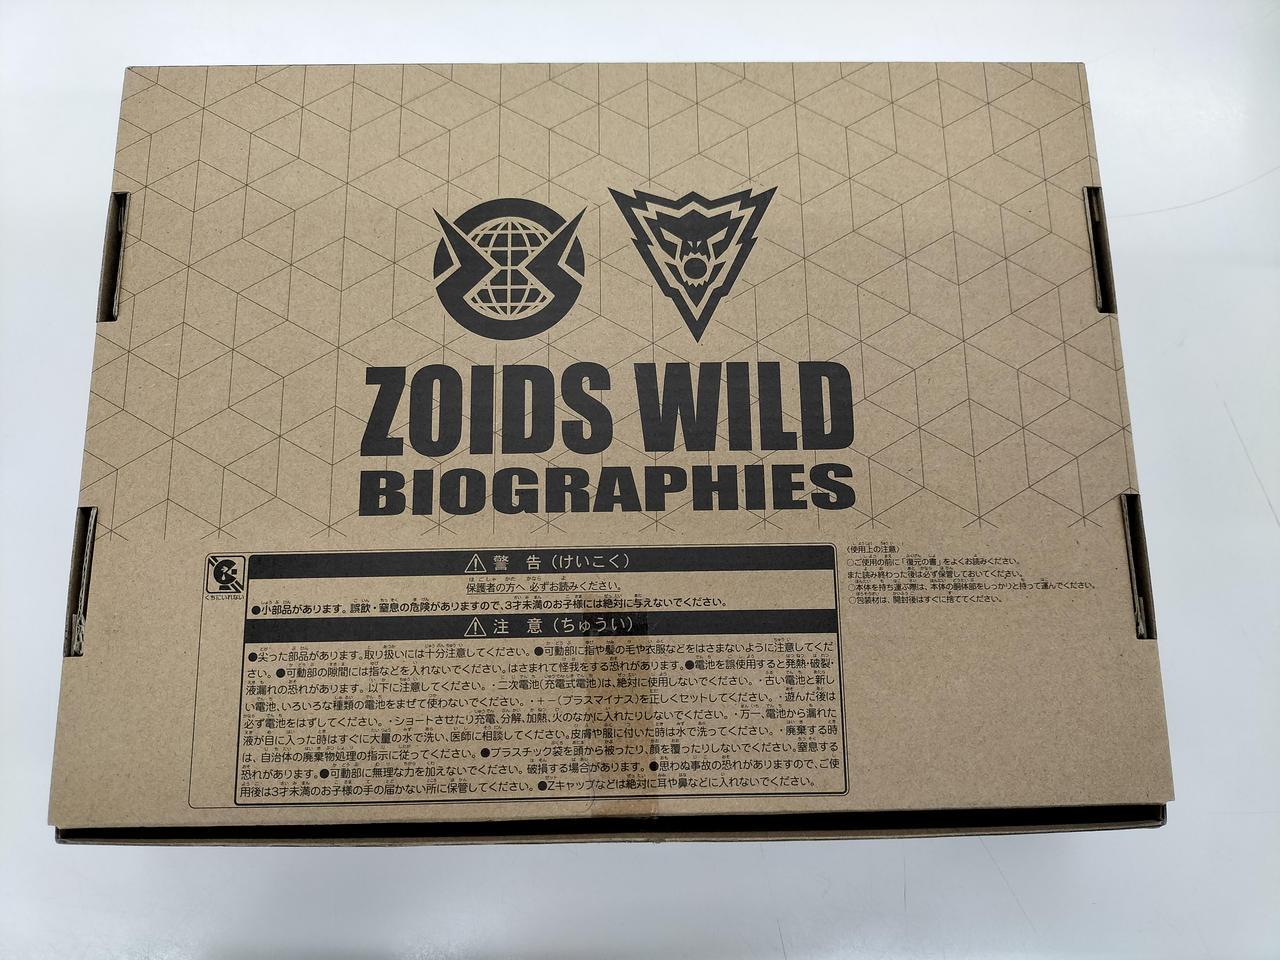 ZOIDS WILD
BIOGRAPHIES
くちにいれない
警 告 (けいこく)
保護者の方へ 必ずお読みください。
●小部品があります。誤飲・窒息の危険がありますので、3才未満のお子様には絶対に与えないでください。
注 意 (ちゅうい)
●尖った部品があります。取り扱いには十分注意してください。●可動部に指や髪の毛や衣服などをはさまないように注意してくだ
さい。●可動部の隙間には指などを入れないでください。はさまれて怪我をする恐れがあります。●電池を誤使用すると発熱・破裂・
液漏れの恐れがあります。以下に注意してください。・二次電池(充電式電池)は、絶対に使用しないでください。・古い電池と新し
い電池、いろいろな種類の電池をまぜて使わないでください。・+−(プラスマイナス)を正しくセットしてください。・遊んだ後は
必ず電池をはずしてください。・ショートさせたり充電、分解、加熱、火のなかに入れたりしないでください。・万一、電池から漏れた
液が目に入った時はすぐに大量の水で洗い、医師に相談してください。皮膚や服に付いた時は水で洗ってください。・廃棄する時
は、自治体の廃棄物処理の指示に従ってください。●プラスチック袋を頭から被ったり、顔を覆ったりしないでください。窒息する
恐れがあります。●可動部に無理な力を加えないでください。破損する場合があります。●思わぬ事故の恐れがありますので、ご使
用後は3才未満のお子様の手の届かない所に保管してください。●Zキャップなどは絶対に耳や鼻などに入れないでください。
〈使用上の注意〉
○ご使用の前に「復元の書」をよくお読みください。
また読み終わった後は必ず保管しておいてください。
○本体を持ち運ぶ際は、本体の胴体部をしっかりと持って運んでください。
○包装材は、開封後はすぐに捨ててください。